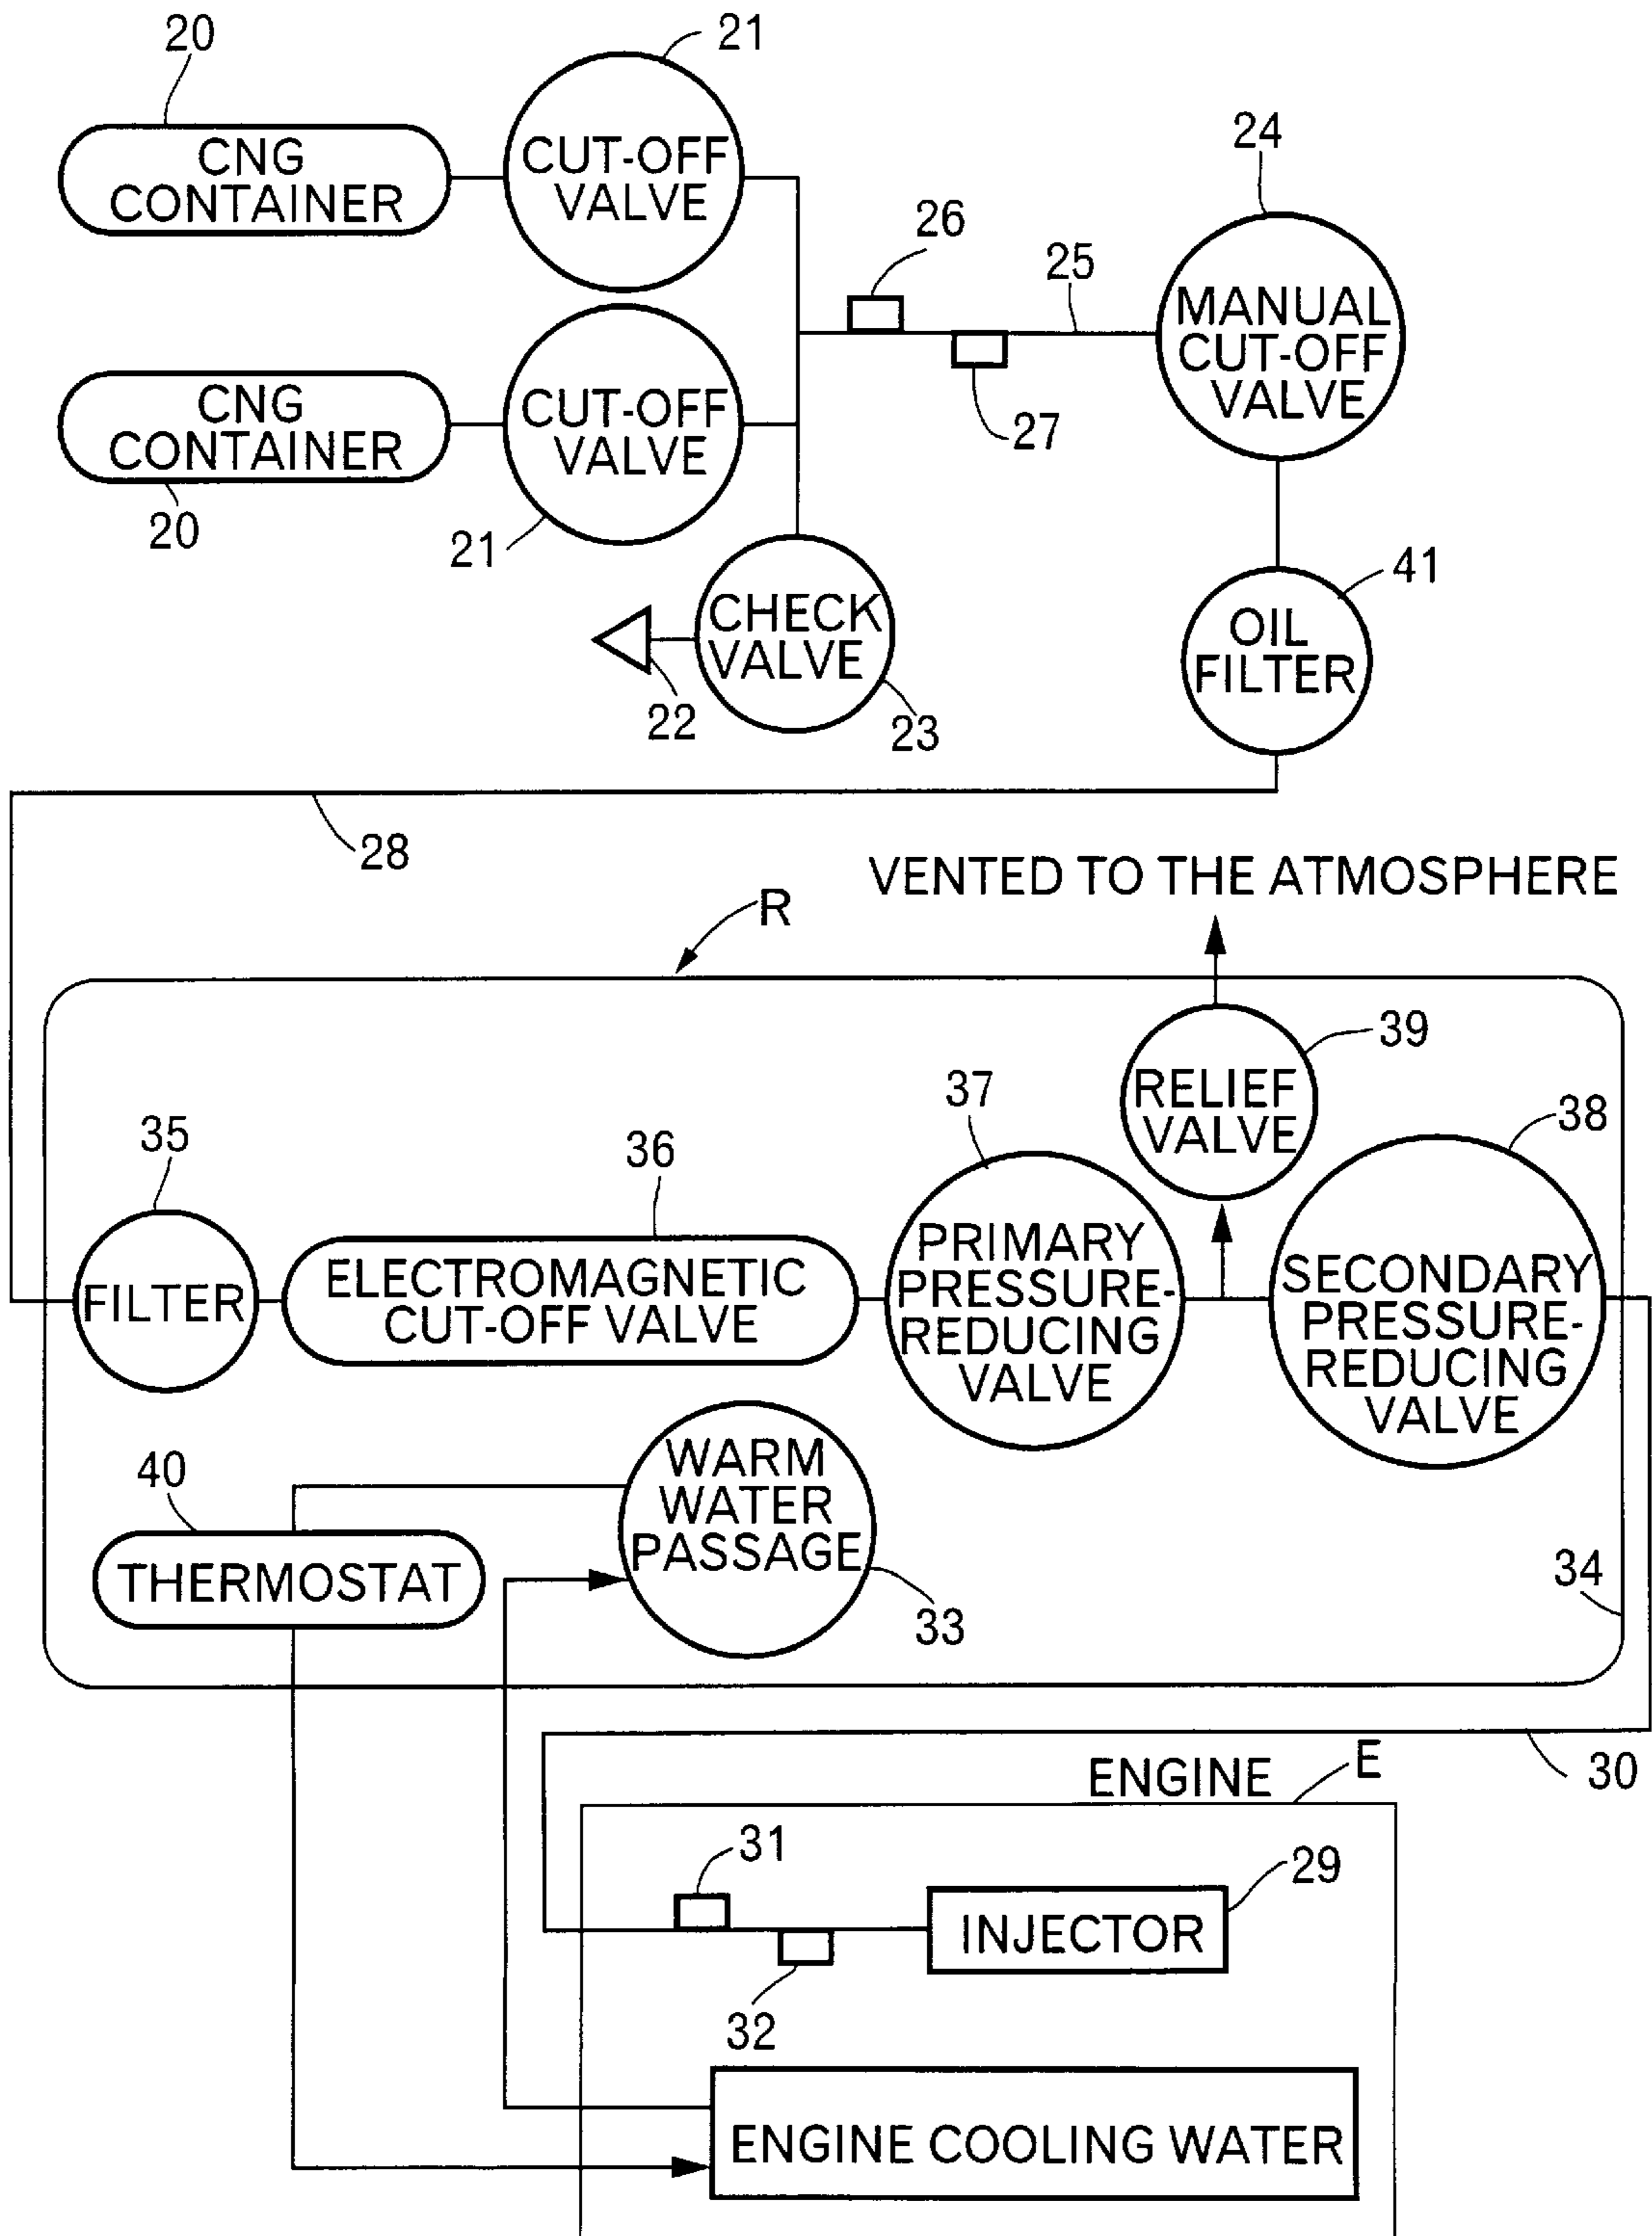 20
21
CNG
CONTAINER
CUT-OFF
VALVE
24
26
25
MANUAL
CUT-OFF
VALVE
27
CNG
CONTAINER
CUT-OFF
VALVE
20
21
41
CHECK
VALVE
OIL
FILTER
22
23
28
VENTED TO THE ATMOSPHERE
R
39
RELIEF
VALVE
37
38
35
36
FILTER
ELECTROMAGNETIC
CUT-OFF VALVE
PRIMARY
PRESSURE-
REDUCING
VALVE
SECONDARY
PRESSURE-
REDUCING
VALVE
40
WARM
WATER
PASSAGE
THERMOSTAT
33
34
30
ENGINE
E
31
29
INJECTOR
32
ENGINE COOLING WATER